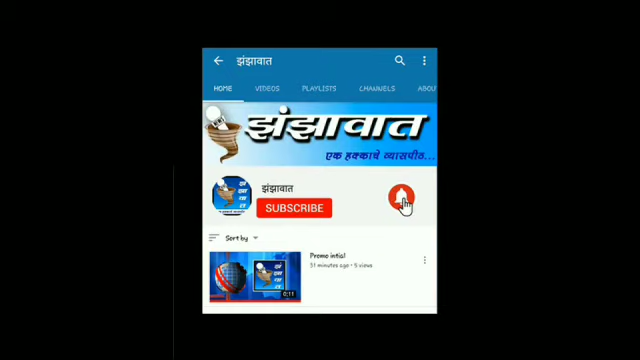 झंझावात
HOME VIDEOS PLAYLISTS CHANNELS ABOU
झंझावात
एक हक्काचे व्यासपीठ...
झंझावात
SUBSCRIBE
Sort by
Promo intial
51 minutes ago • 5 views
झंझावात
0:11